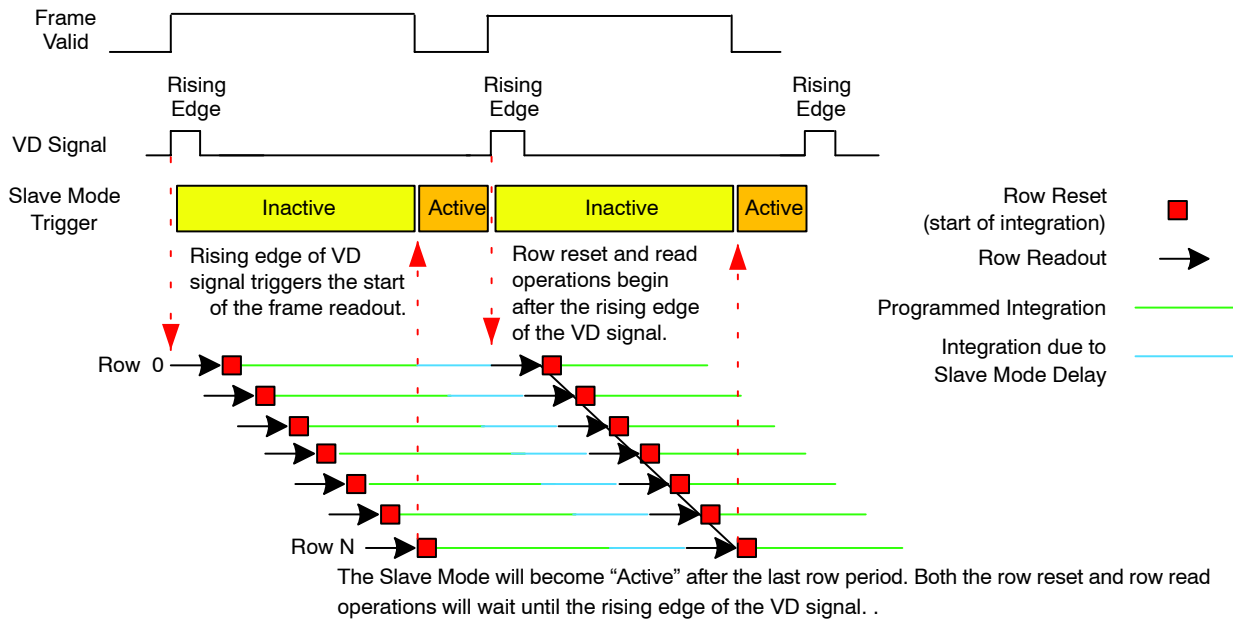 Frame
Valid
Rising
Edge
Rising
Edge
Rising
Edge
VD Signal
Slave Mode
Trigger
Inactive
Active
Inactive
Active
Rising edge of VD
signal triggers the start
of the frame readout.
Row reset and read
operations begin
after the rising edge
of the VD signal.
Row Reset
(start of integration)
Row Readout
Programmed Integration
Integration due to
Slave Mode Delay
Row 0
Row N
The Slave Mode will become “Active” after the last row period. Both the row reset and row read
operations will wait until the rising edge of the VD signal. .